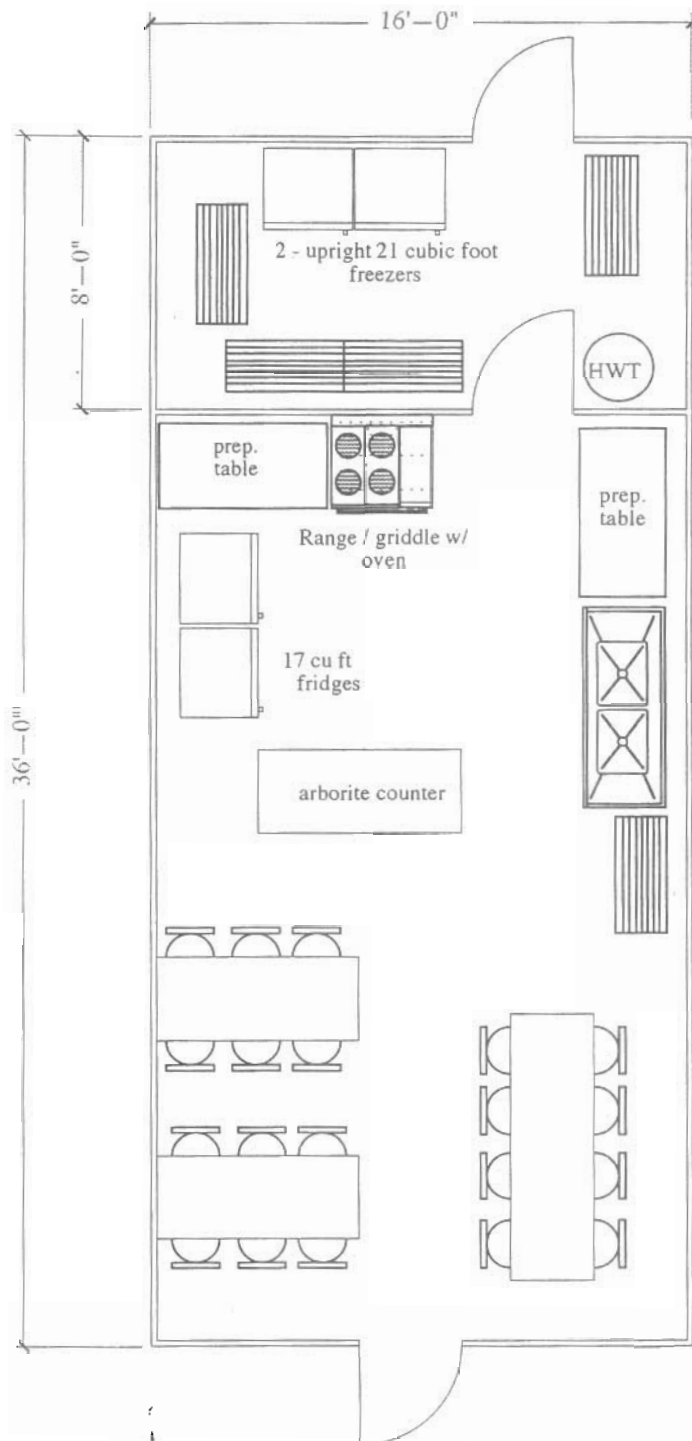 16'—0"
8'—0"
2 - upright 21 cubic foot
freezers
HWT
prep.
table
Range / griddle w/
oven
prep.
table
17 cu ft
fridges
36'—0"'
arborite counter